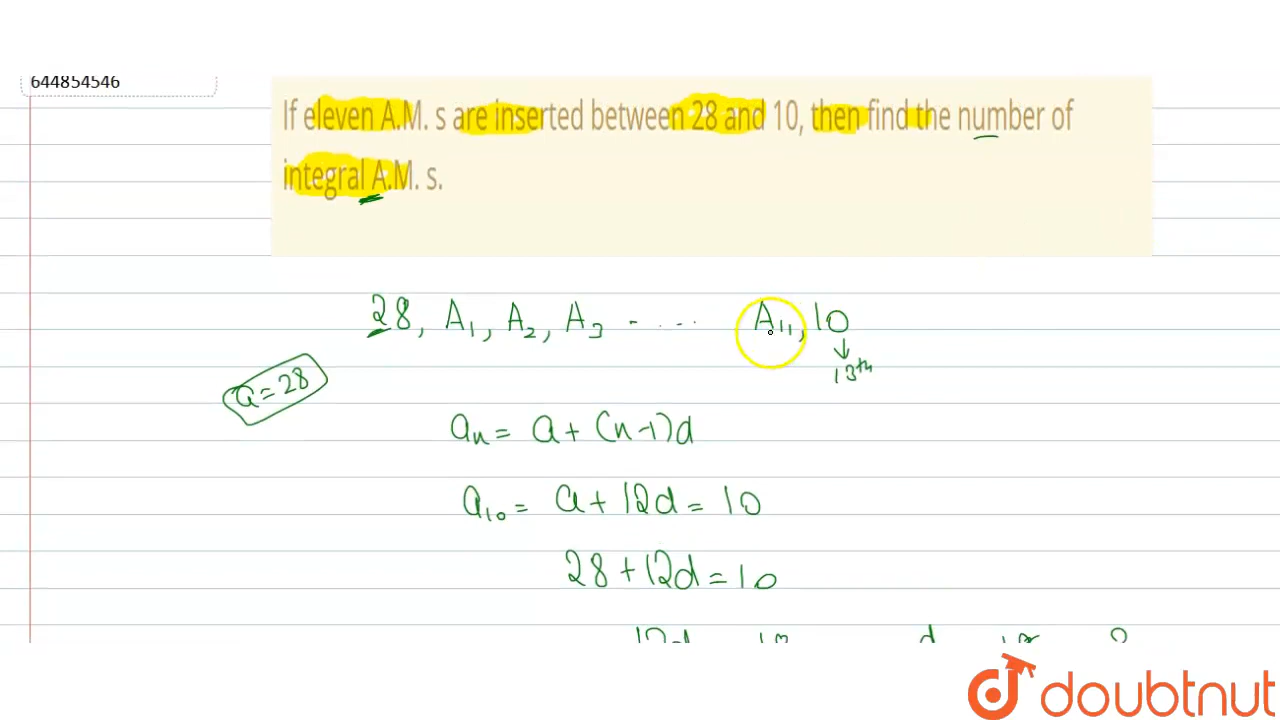 644854546
If eleven A.M. s are inserted between 28 and 10, then find the number of
integral A.M. s.
28, A₁, A₂, A₃ - .... A₁₁, 10
13th
a=28
aₙ = a + (n-1)d
a₁₀ = a + 12d = 10
28 + 12d = 10
doubtnut